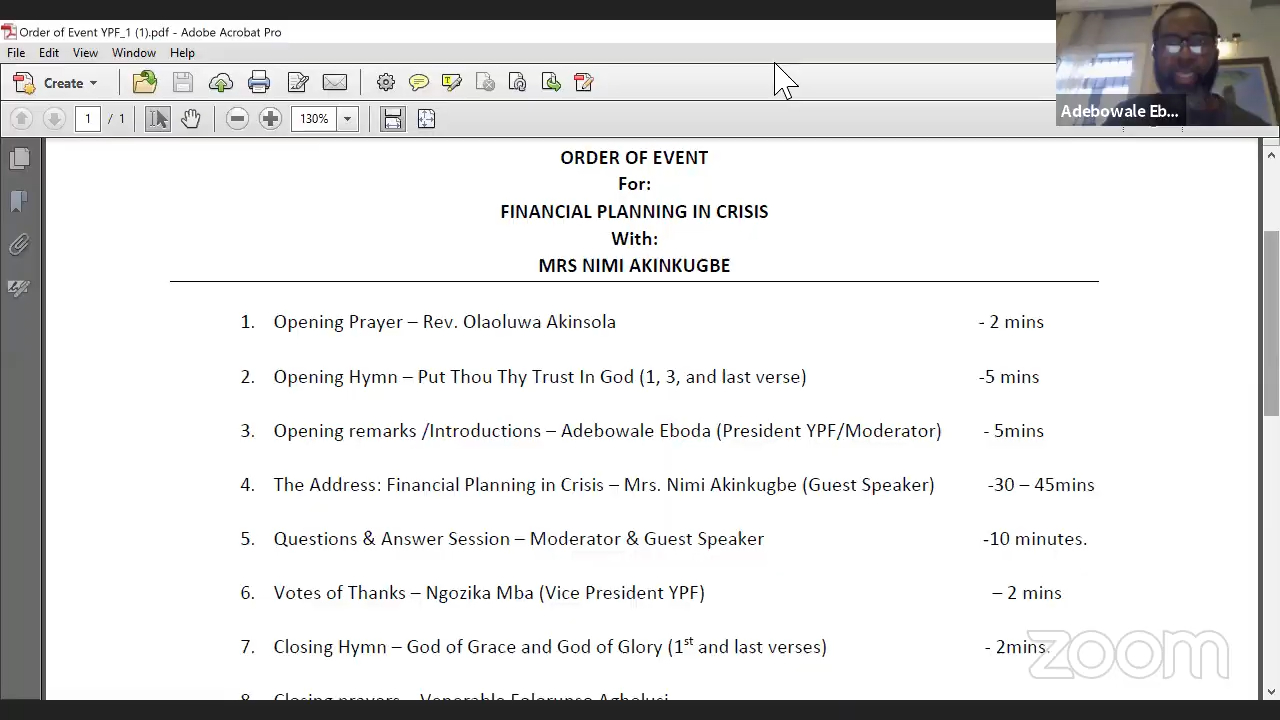 Order of Event YPF_1 (1).pdf - Adobe Acrobat Pro
File Edit View Window Help
Create
1 / 1 130%
Adebowale Eb...
ORDER OF EVENT
For:
FINANCIAL PLANNING IN CRISIS
With:
MRS NIMI AKINKUGBE
1. Opening Prayer – Rev. Olaoluwa Akinsola - 2 mins
2. Opening Hymn – Put Thou Thy Trust In God (1, 3, and last verse) -5 mins
3. Opening remarks /Introductions – Adebowale Eboda (President YPF/Moderator) - 5mins
4. The Address: Financial Planning in Crisis – Mrs. Nimi Akinkugbe (Guest Speaker) -30 – 45mins
5. Questions & Answer Session – Moderator & Guest Speaker -10 minutes.
6. Votes of Thanks – Ngozika Mba (Vice President YPF) – 2 mins
7. Closing Hymn – God of Grace and God of Glory (1st and last verses) - 2mins.
8. Closing prayers – Venerable Folorunso Agbelusi
zoom